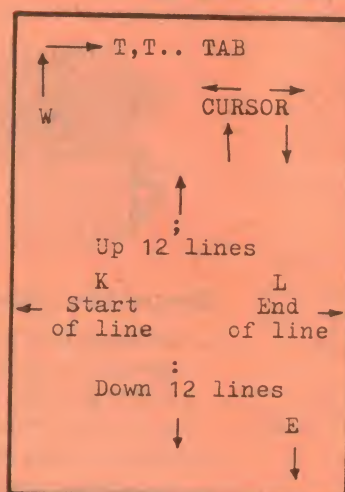 T,T.. TAB
W CURSOR
;
Up 12 lines
K L
Start End
of line of line
:
Down 12 lines
E